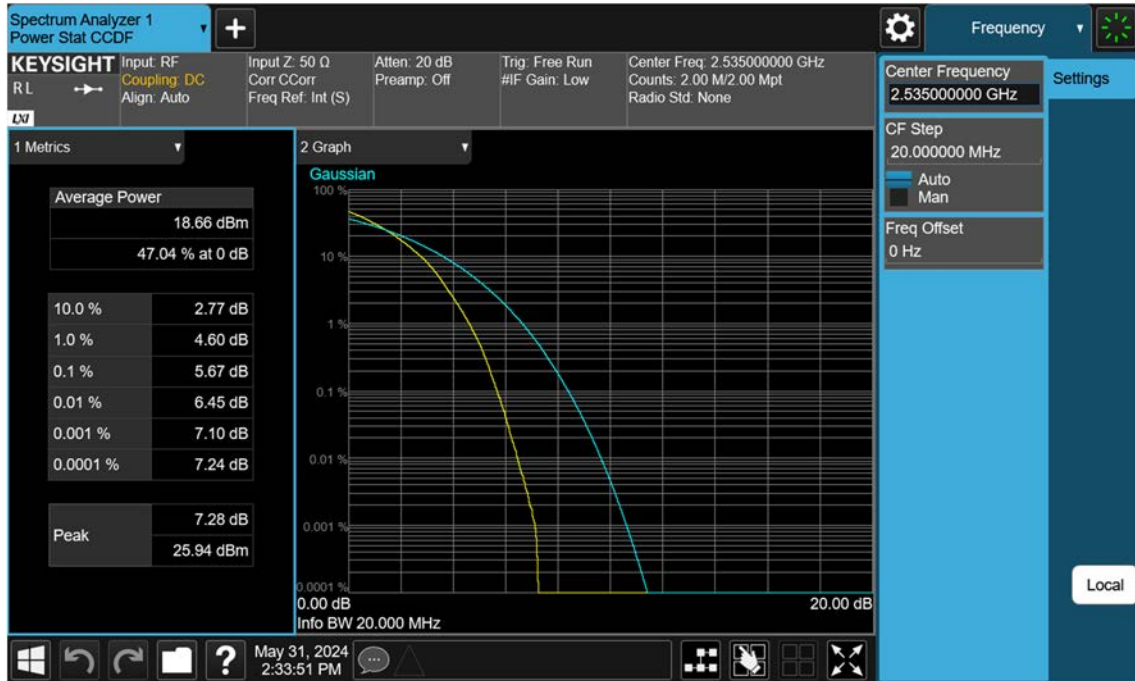 Spectrum Analyzer 1
Power Stat CCDF
+
Frequency
KEYSIGHT
R L
LXI
Input: RF
Coupling: DC
Align: Auto
Input Z: 50 Ω
Corr CCorr
Freq Ref: Int (S)
Atten: 20 dB
Preamp: Off
Trig: Free Run
#IF Gain: Low
Center Freq: 2.535000000 GHz
Counts: 2.00 M/2.00 Mpt
Radio Std: None
Center Frequency
2.535000000 GHz
Settings
CF Step
20.000000 MHz
Auto
Man
Freq Offset
0 Hz
Local
1 Metrics
Average Power
18.66 dBm
47.04 % at 0 dB
10.0 % 2.77 dB
1.0 % 4.60 dB
0.1 % 5.67 dB
0.01 % 6.45 dB
0.001 % 7.10 dB
0.0001 % 7.24 dB
Peak
7.28 dB
25.94 dBm
2 Graph
Gaussian
100 %
10 %
1 %
0.1 %
0.01 %
0.001 %
0.0001 %
0.00 dB 20.00 dB
Info BW 20.000 MHz
?
May 31, 2024
2:33:51 PM